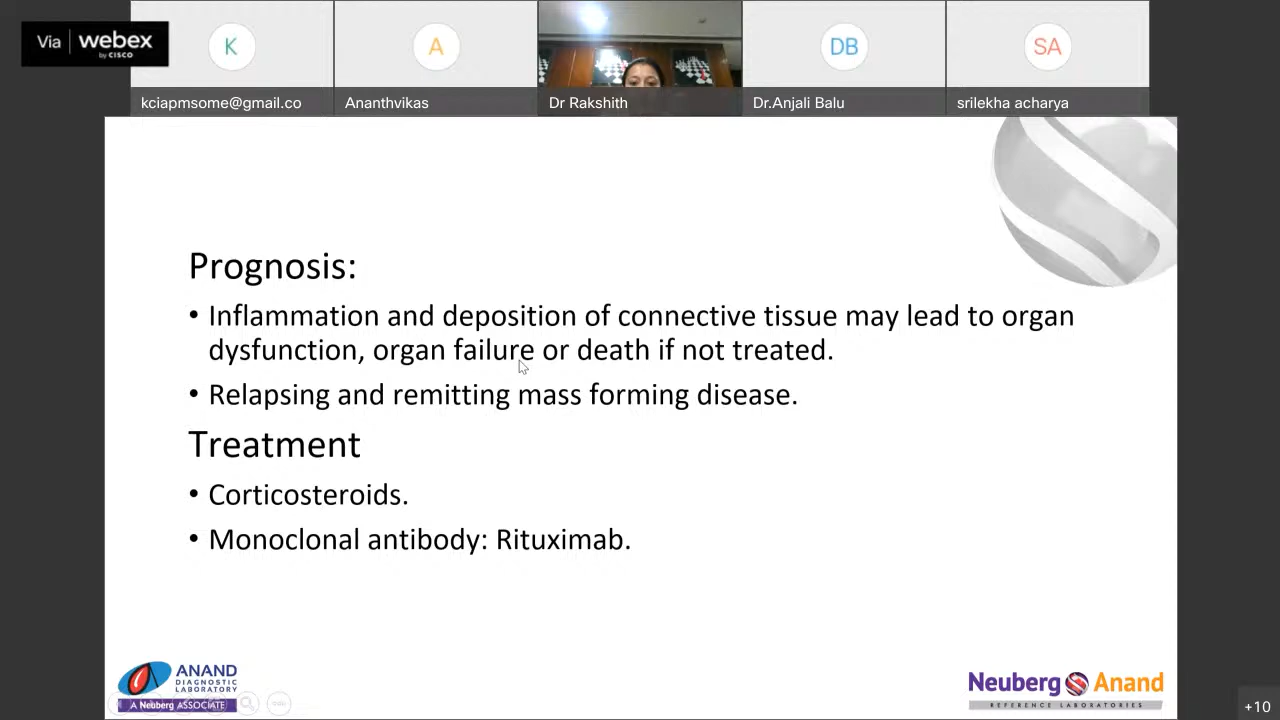 Via webex
by CISCO
K
A
DB
SA
kciapmsome@gmail.co
Ananthvikas
Dr Rakshith
Dr.Anjali Balu
srilekha acharya
Prognosis:
• Inflammation and deposition of connective tissue may lead to organ
dysfunction, organ failure or death if not treated.
• Relapsing and remitting mass forming disease.
Treatment
• Corticosteroids.
• Monoclonal antibody: Rituximab.
ANAND
DIAGNOSTIC
LABORATORY
A Neuberg ASSOCIATE
Neuberg Anand
REFERENCE LABORATORIES
+10